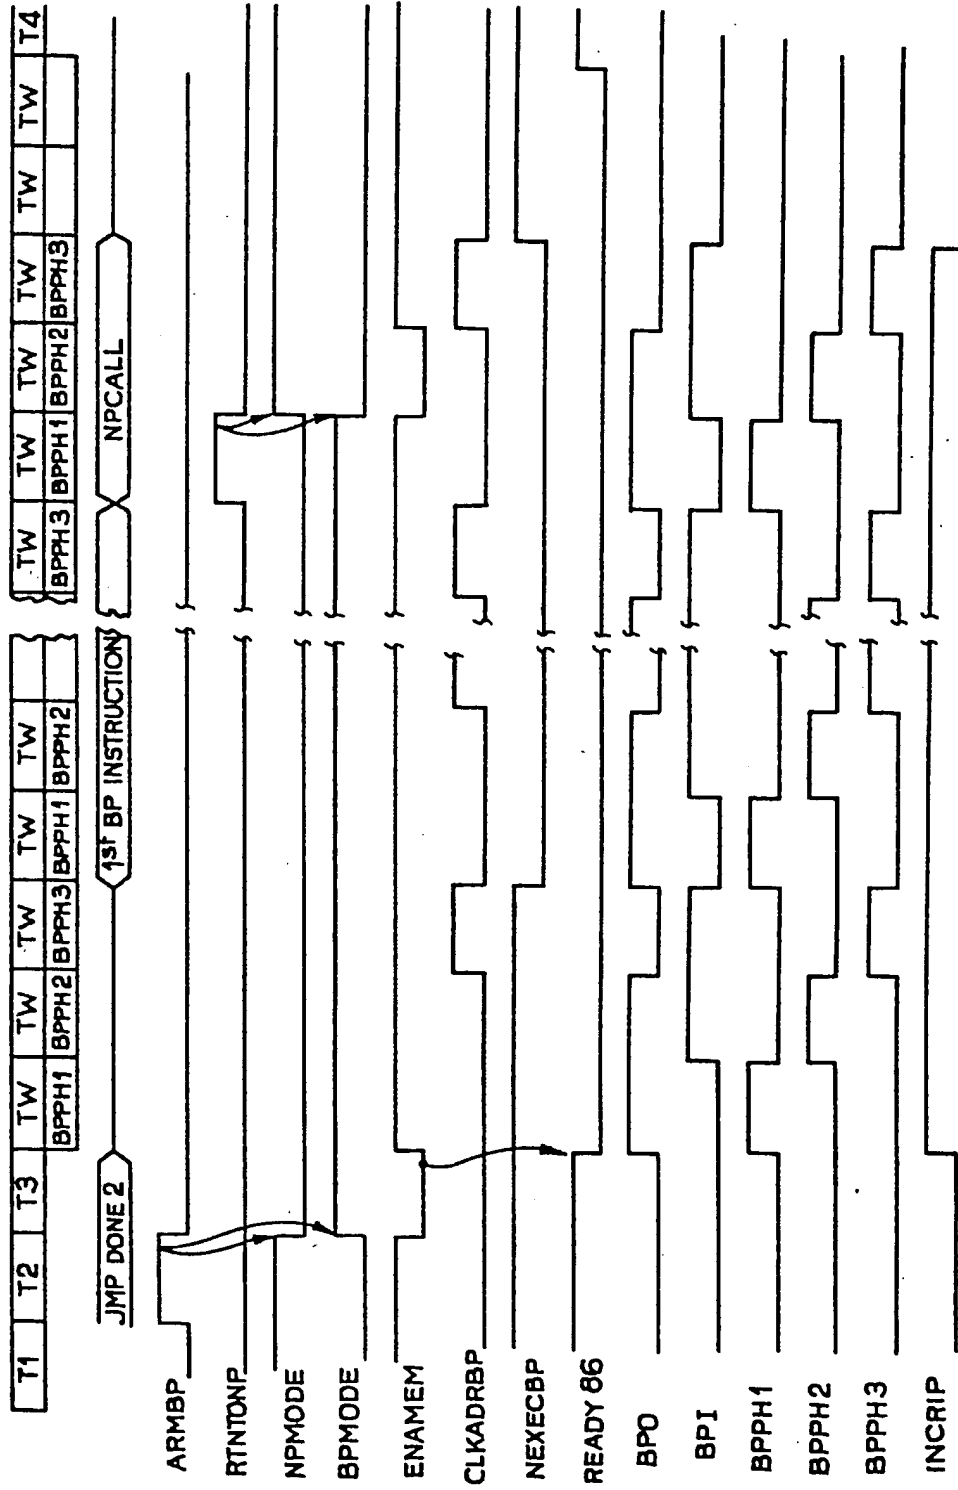 T1 T2 T3 TW TW TW TW TW TW TW TW TW TW TW T4
BPPH1 BPPH2 BPPH3 BPPH1 BPPH2 BPPH3 BPPH1 BPPH2 BPPH3
JMP DONE 2 1st BP INSTRUCTION NPCALL
ARMBP
RTNTONP
NPMODE
BPMODE
ENAMEM
CLKADRBP
NEXECBP
READY 86
BPO
BPI
BPPH1
BPPH2
BPPH3
INCRIP